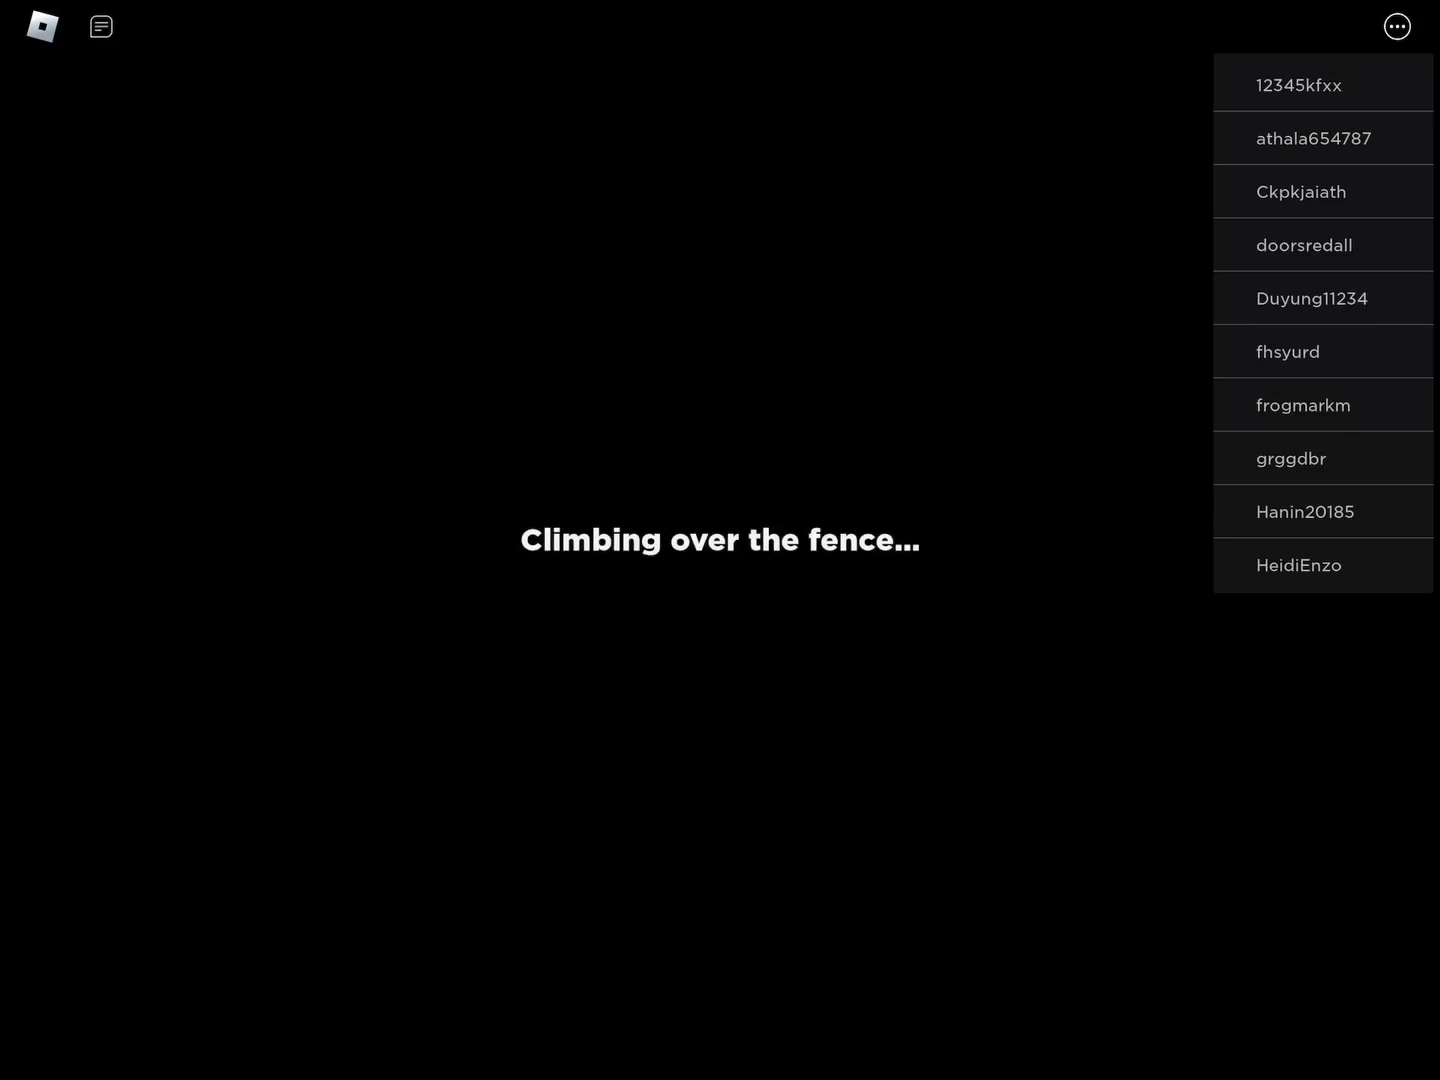 12345kfxx
athala654787
Ckpkjaiath
doorsredall
Duyung11234
fhsyurd
frogmarkm
grggdbr
Hanin20185
HeidiEnzo
Climbing over the fence...